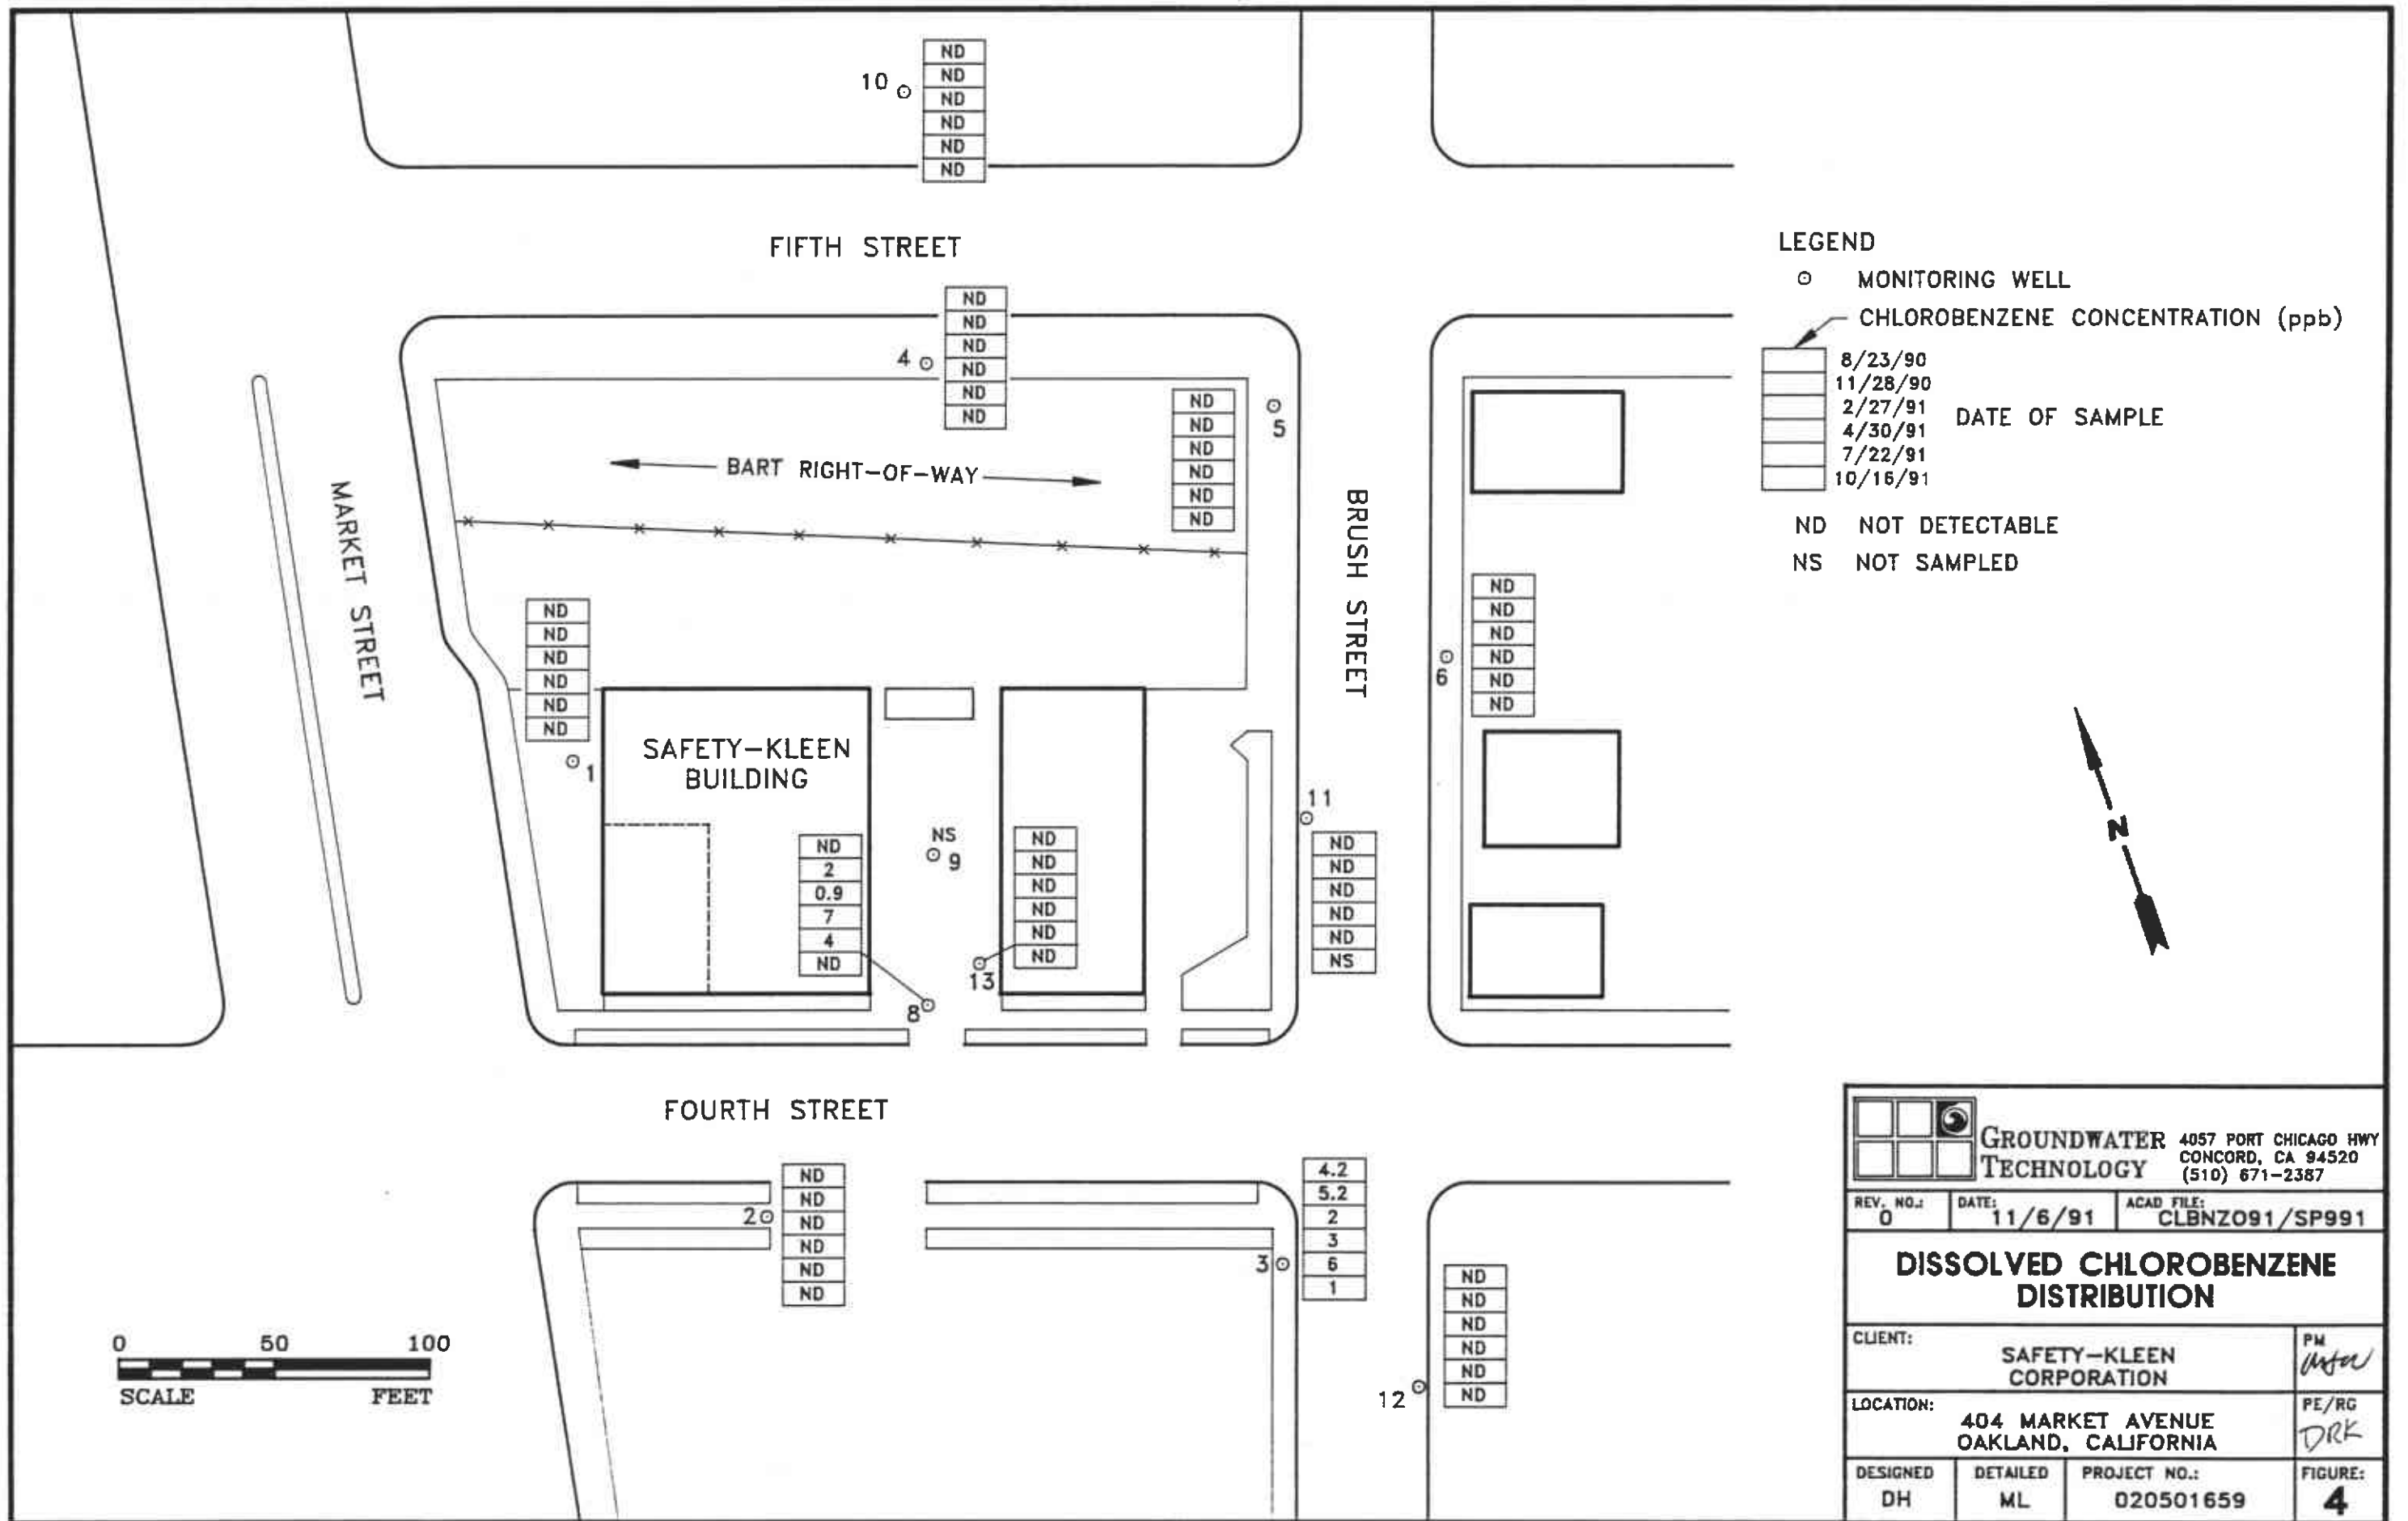 10
ND
ND
ND
ND
ND
ND
FIFTH STREET
ND
ND
ND
ND
ND
ND
4
ND
ND
ND
ND
ND
ND
5
BART RIGHT-OF-WAY
MARKET STREET
BRUSH STREET
LEGEND
MONITORING WELL
CHLOROBENZENE CONCENTRATION (ppb)
8/23/90
11/28/90
2/27/91
4/30/91
7/22/91
10/16/91
DATE OF SAMPLE
ND NOT DETECTABLE
NS NOT SAMPLED
ND
ND
ND
ND
ND
ND
1
SAFETY-KLEEN
BUILDING
ND
ND
ND
ND
ND
ND
6
N
ND
2
0.9
7
4
ND
8
NS
9
ND
ND
ND
ND
ND
ND
13
11
ND
ND
ND
ND
ND
NS
FOURTH STREET
2
ND
ND
ND
ND
ND
ND
4.2
5.2
2
3
6
1
3
ND
ND
ND
ND
ND
ND
12
0 50 100
SCALE FEET
GROUNDWATER
TECHNOLOGY
4057 PORT CHICAGO HWY
CONCORD, CA 94520
(510) 671-2387
REV. NO.: 0
DATE: 11/6/91
ACAD FILE: CLBNZO91/SP991
DISSOLVED CHLOROBENZENE
DISTRIBUTION
CLIENT:
SAFETY-KLEEN
CORPORATION
PM
LOCATION:
404 MARKET AVENUE
OAKLAND, CALIFORNIA
PE/RG
DRK
DESIGNED
DH
DETAILED
ML
PROJECT NO.:
020501659
FIGURE:
4